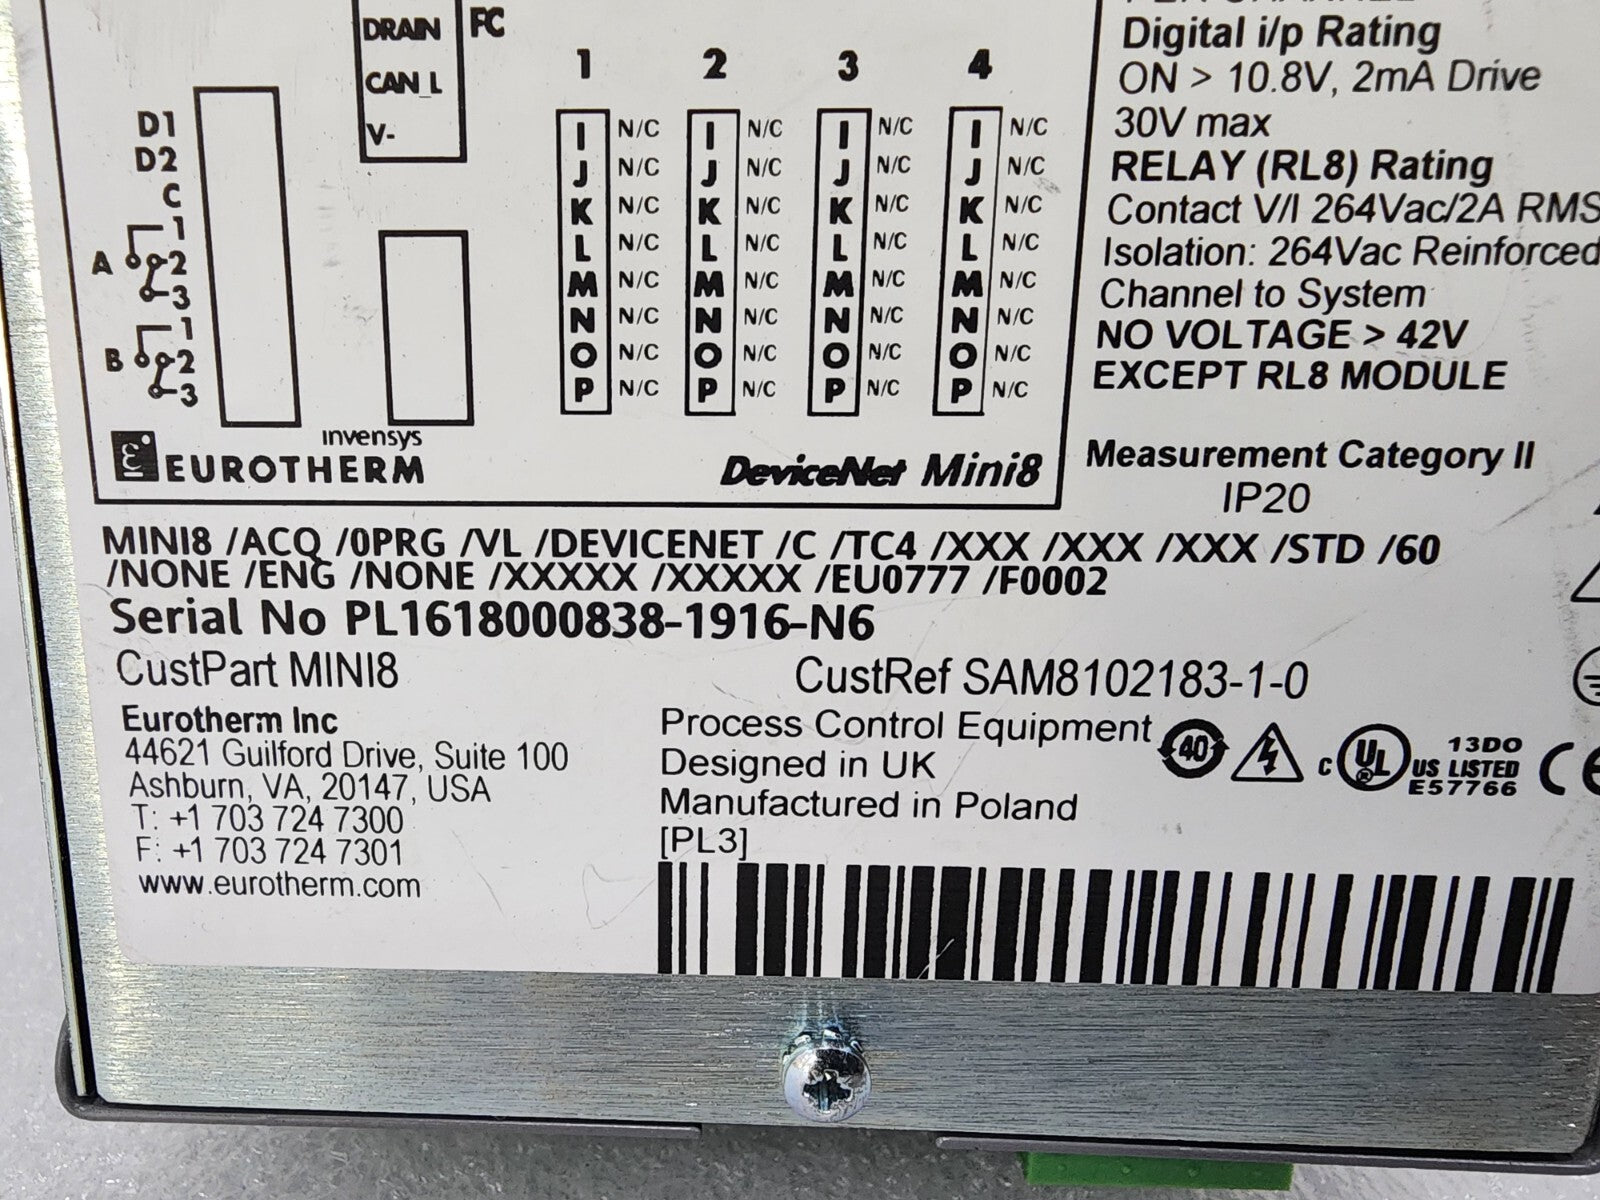 DRAIN
FC
CAN_L
V-
D1
D2
C
1
A 2
3
1
B 2
3
1 2 3 4
I N/C I N/C I N/C I N/C
J N/C J N/C J N/C J N/C
K N/C K N/C K N/C K N/C
L N/C L N/C L N/C L N/C
M N/C M N/C M N/C M N/C
N N/C N N/C N N/C N N/C
O N/C O N/C O N/C O N/C
P N/C P N/C P N/C P N/C
invensys
EUROTHERM
DeviceNet Mini8
Digital i/p Rating
ON > 10.8V, 2mA Drive
30V max
RELAY (RL8) Rating
Contact V/I 264Vac/2A RMS
Isolation: 264Vac Reinforced
Channel to System
NO VOLTAGE > 42V
EXCEPT RL8 MODULE
Measurement Category II
IP20
MINI8 /ACQ /0PRG /VL /DEVICENET /C /TC4 /XXX /XXX /XXX /STD /60
/NONE /ENG /NONE /XXXXX /XXXXX /EU0777 /F0002
Serial No PL1618000838-1916-N6
CustPart MINI8
CustRef SAM8102183-1-0
Eurotherm Inc
44621 Guilford Drive, Suite 100
Ashburn, VA, 20147, USA
T: +1 703 724 7300
F: +1 703 724 7301
www.eurotherm.com
Process Control Equipment
Designed in UK
Manufactured in Poland
[PL3]
40
C UL ® US
13DO
LISTED
E57766
CE